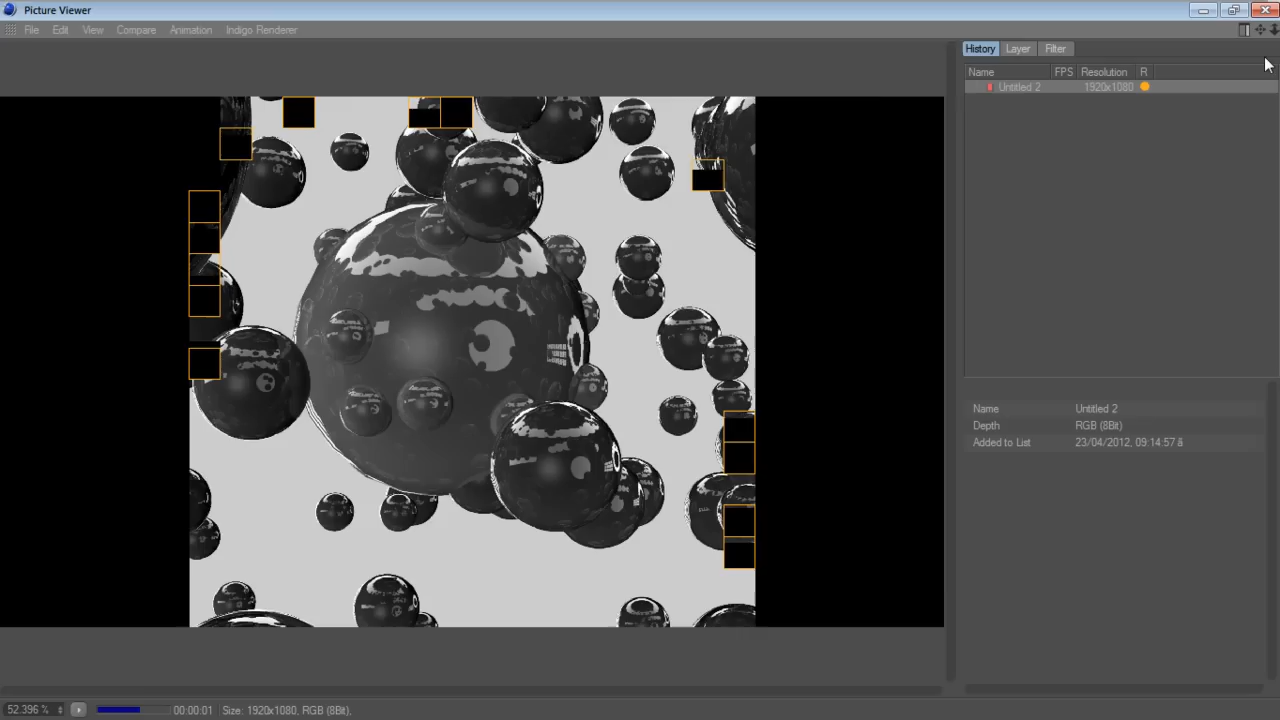 Picture Viewer
File Edit View Compare Animation Indigo Renderer
History Layer Filter
Name FPS Resolution R
Untitled 2 1920x1080
Name Untitled 2
Depth RGB (8Bit)
Added to List 23/04/2012, 09:14:57 ã
52.396 % 00:00:01 Size: 1920x1080, RGB (8Bit),